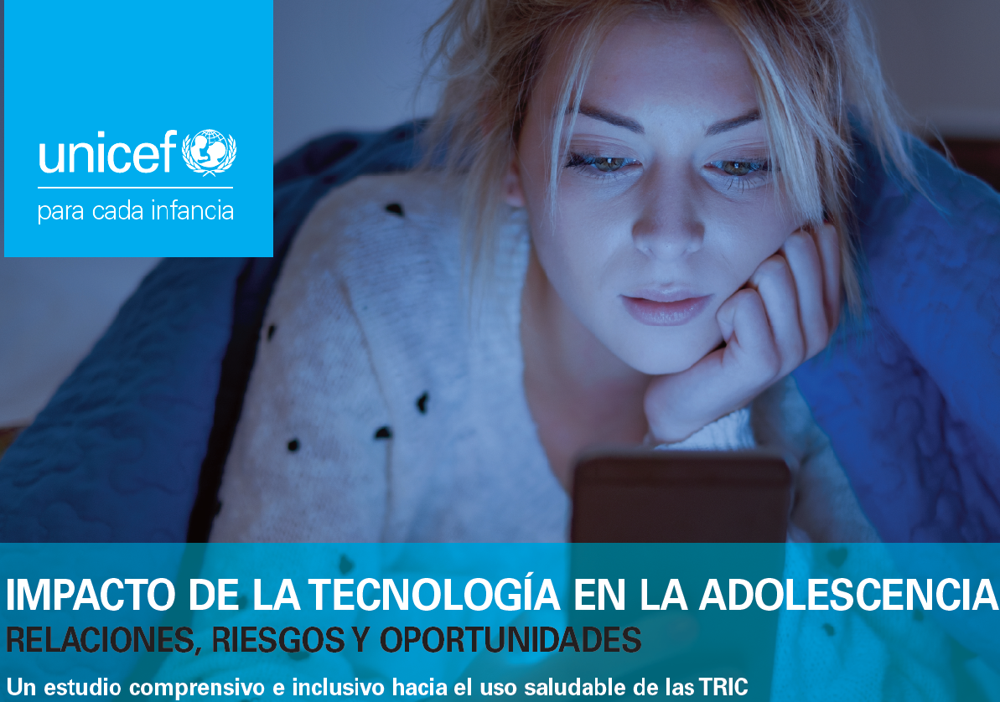 unicef
para cada infancia
IMPACTO DE LA TECNOLOGÍA EN LA ADOLESCENCIA
RELACIONES, RIESGOS Y OPORTUNIDADES
Un estudio comprensivo e inclusivo hacia el uso saludable de las TRIC